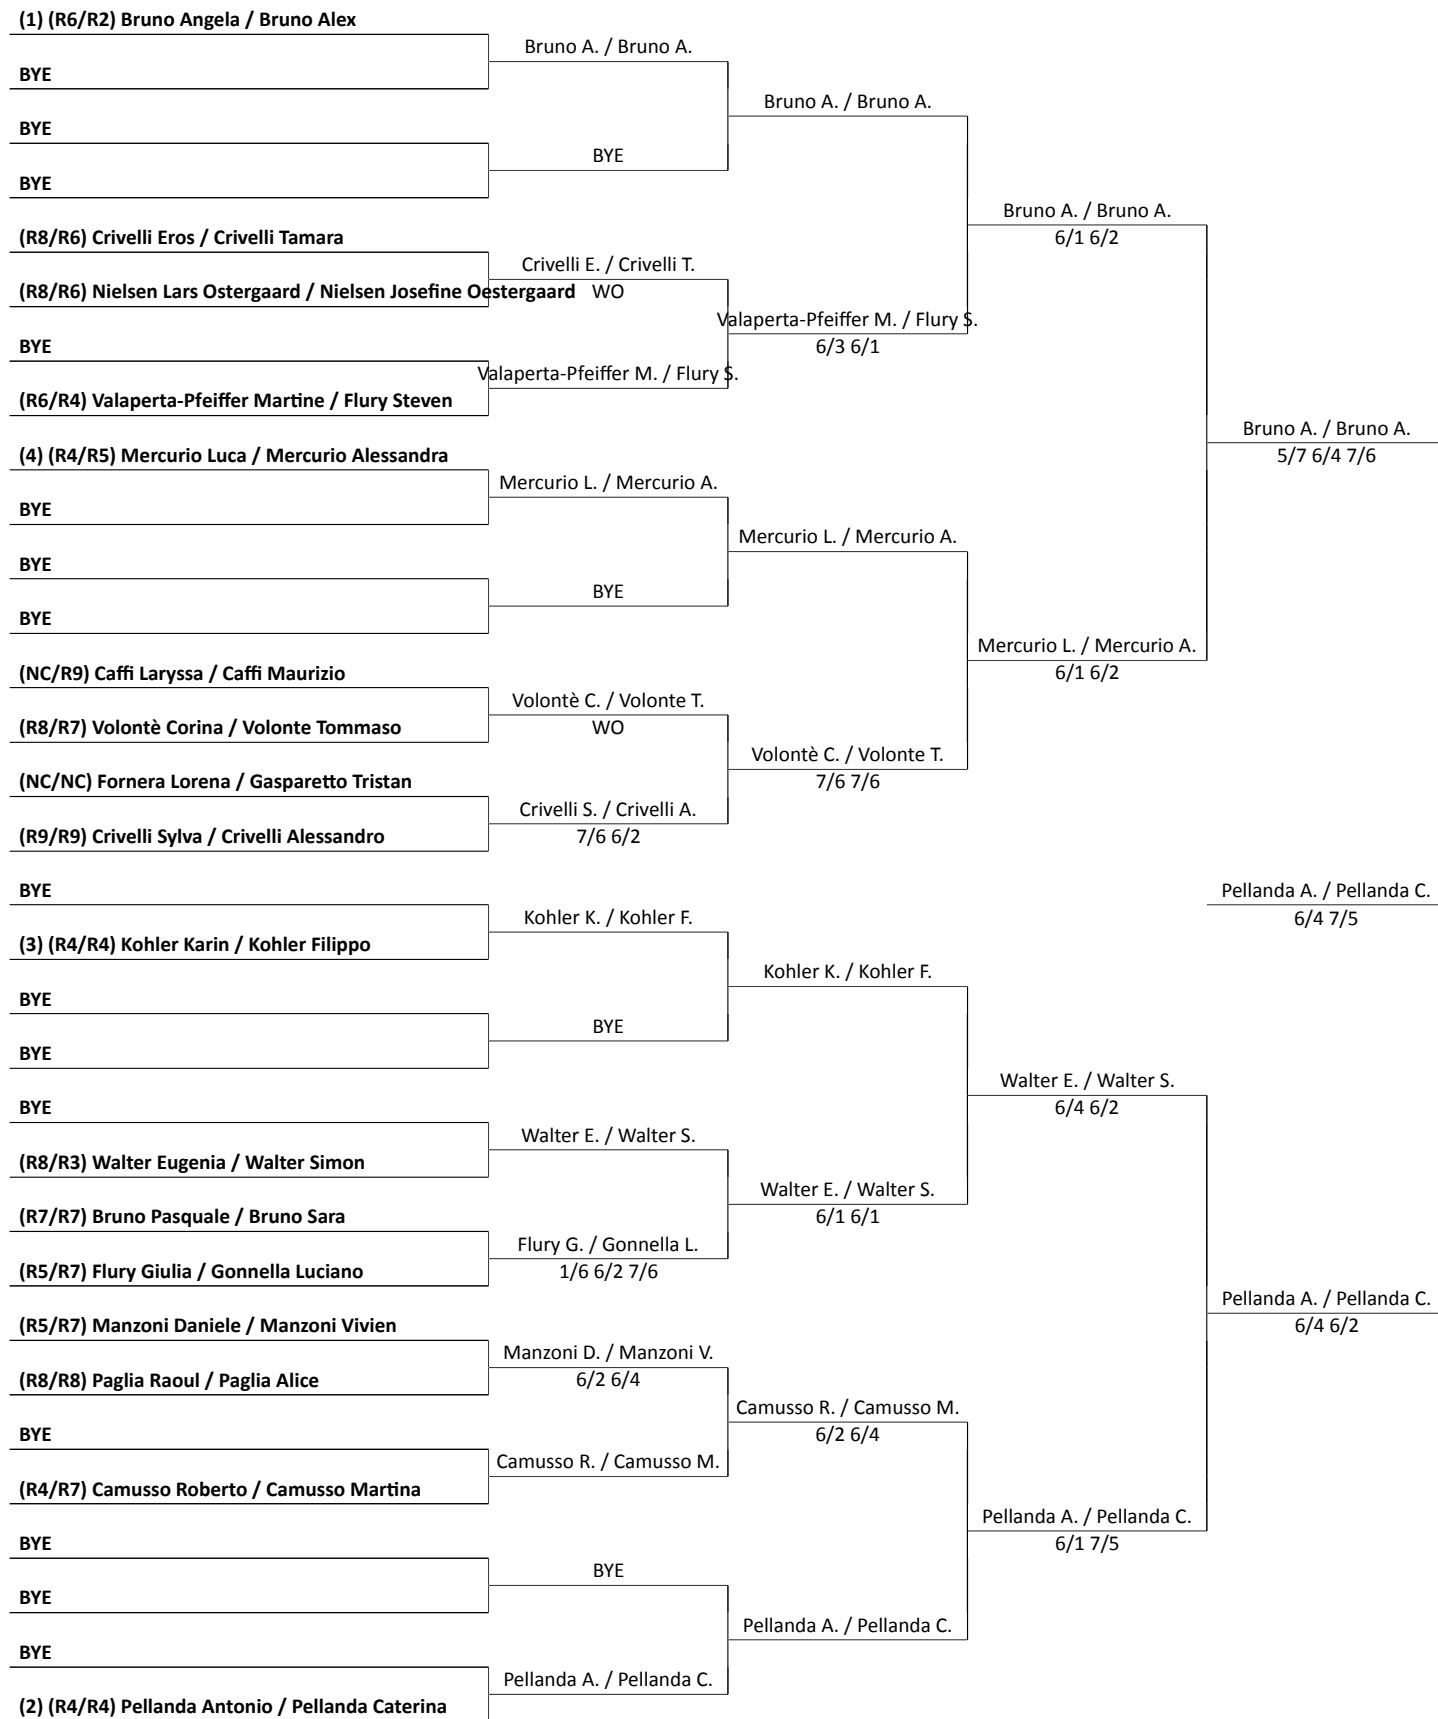 (1) (R6/R2) Bruno Angela / Bruno Alex
Bruno A. / Bruno A.
BYE
Bruno A. / Bruno A.
BYE
BYE
BYE
Bruno A. / Bruno A.
6/1 6/2
(R8/R6) Crivelli Eros / Crivelli Tamara
Crivelli E. / Crivelli T.
(R8/R6) Nielsen Lars Ostergaard / Nielsen Josefine Oestergaard WO
Valaperta-Pfeiffer M. / Flury S.
6/3 6/1
BYE
Valaperta-Pfeiffer M. / Flury S.
(R6/R4) Valaperta-Pfeiffer Martine / Flury Steven
Bruno A. / Bruno A.
5/7 6/4 7/6
(4) (R4/R5) Mercurio Luca / Mercurio Alessandra
Mercurio L. / Mercurio A.
BYE
Mercurio L. / Mercurio A.
BYE
BYE
BYE
Mercurio L. / Mercurio A.
6/1 6/2
(NC/R9) Caffi Laryssa / Caffi Maurizio
Volontè C. / Volonte T.
WO
(R8/R7) Volontè Corina / Volonte Tommaso
Volontè C. / Volonte T.
7/6 7/6
(NC/NC) Fornera Lorena / Gasparetto Tristan
Crivelli S. / Crivelli A.
7/6 6/2
(R9/R9) Crivelli Sylva / Crivelli Alessandro
BYE
Pellanda A. / Pellanda C.
6/4 7/5
Kohler K. / Kohler F.
(3) (R4/R4) Kohler Karin / Kohler Filippo
Kohler K. / Kohler F.
BYE
BYE
BYE
Walter E. / Walter S.
6/4 6/2
BYE
Walter E. / Walter S.
(R8/R3) Walter Eugenia / Walter Simon
Walter E. / Walter S.
6/1 6/1
(R7/R7) Bruno Pasquale / Bruno Sara
Flury G. / Gonnella L.
1/6 6/2 7/6
(R5/R7) Flury Giulia / Gonnella Luciano
Pellanda A. / Pellanda C.
6/4 6/2
(R5/R7) Manzoni Daniele / Manzoni Vivien
Manzoni D. / Manzoni V.
6/2 6/4
(R8/R8) Paglia Raoul / Paglia Alice
Camusso R. / Camusso M.
6/2 6/4
BYE
Camusso R. / Camusso M.
(R4/R7) Camusso Roberto / Camusso Martina
Pellanda A. / Pellanda C.
6/1 7/5
BYE
BYE
BYE
Pellanda A. / Pellanda C.
BYE
Pellanda A. / Pellanda C.
(2) (R4/R4) Pellanda Antonio / Pellanda Caterina